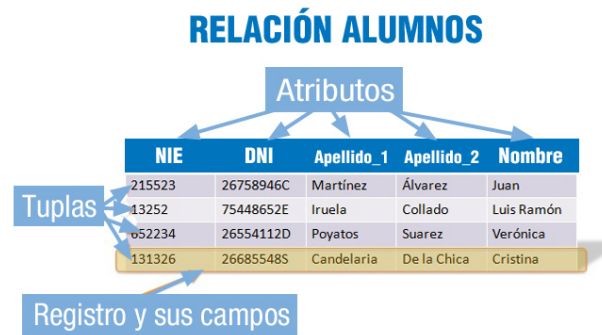 RELACIÓN ALUMNOS
Atributos
NIE DNI Apellido_1 Apellido_2 Nombre
215523 26758946C Martínez Álvarez Juan
Tuplas
13252 75448652E Iruela Collado Luis Ramón
652234 26554112D Poyatos Suarez Verónica
131326 26685548S Candelaria De la Chica Cristina
Registro y sus campos